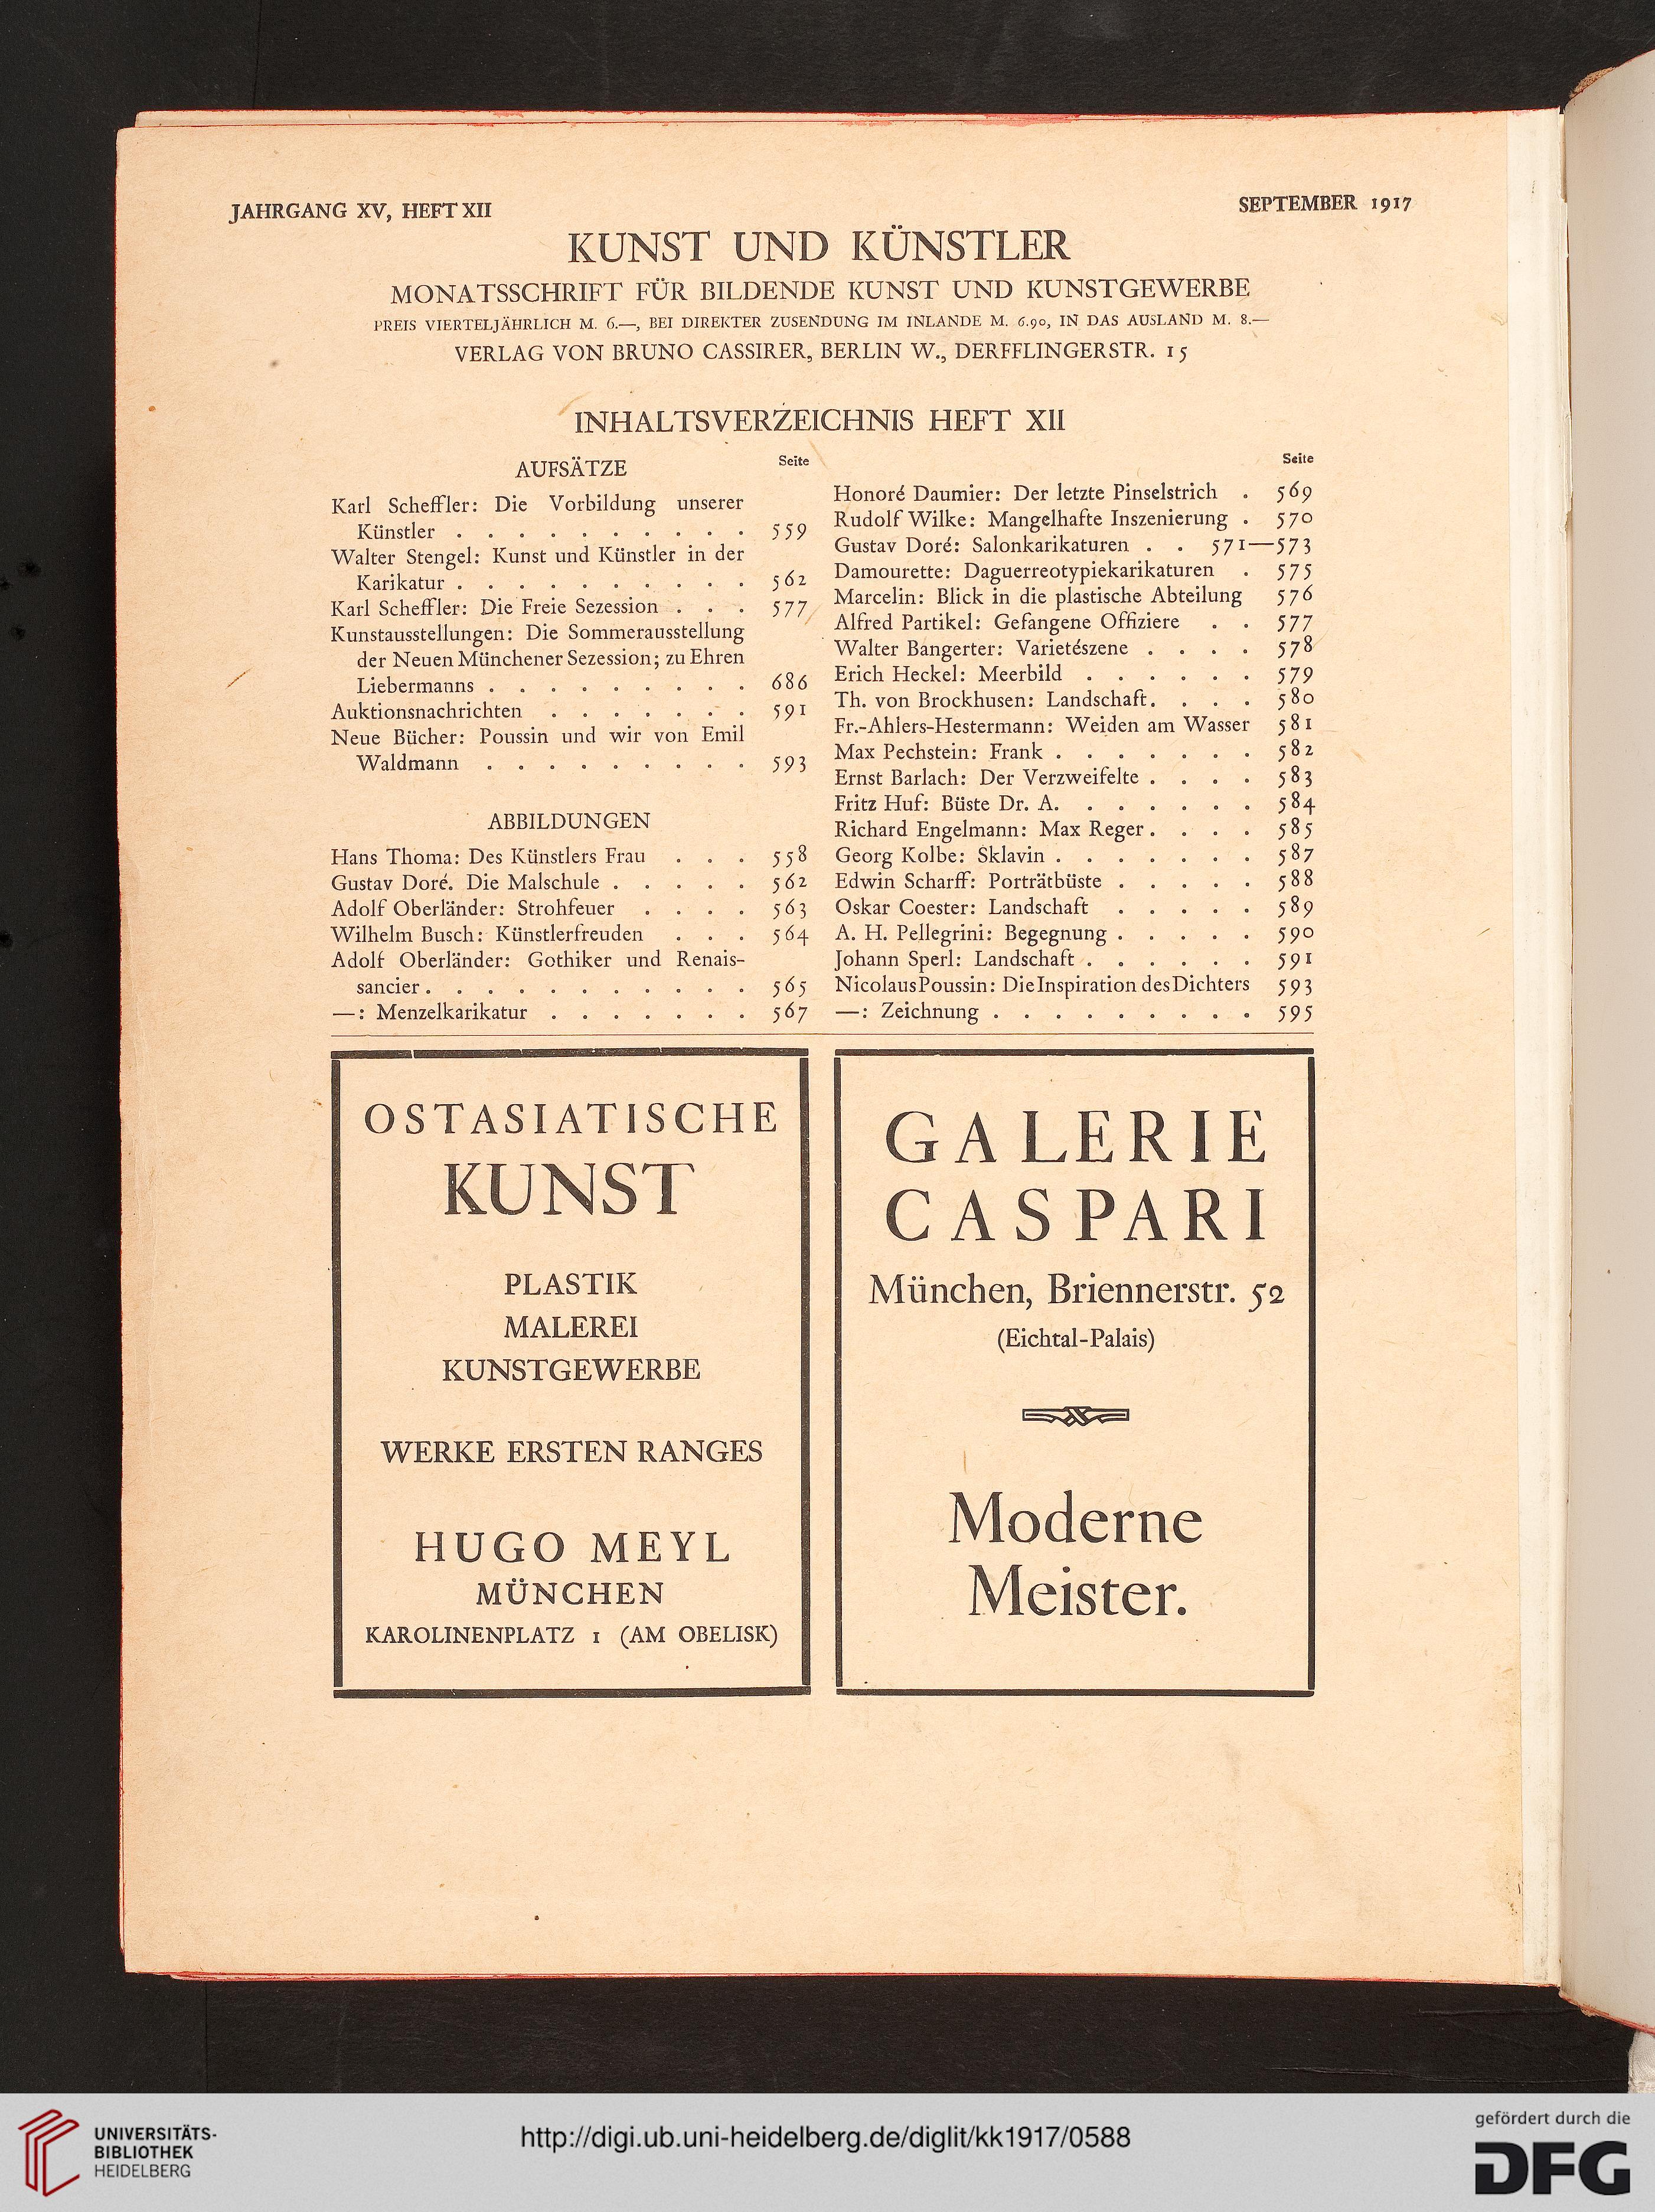 JAHRGANG XV, HEFT XII
SEPTEMBER 1917
KUNST UND KÜNSTLER
MONATSSCHRIFT FÜR BILDENDE KUNST UND KUNSTGEWERBE
PREIS VIERTELJÄHRLICH M. 6.—, BEI DIREKTER ZUSENDUNG IM INLANDE M. 6.90, IN DAS AUSLAND M. 8.—
VERLAG VON BRUNO CASSIRER, BERLIN W., DERFFLINGERSTR. 15
INHALTSVERZEICHNIS HEFT XII
AUFSÄTZE Seite
Karl Scheffler: Die Vorbildung unserer
Künstler . . . . . . . . . . 559
Walter Stengel: Kunst und Künstler in der
Karikatur . . . . . . . . . . 562
Karl Scheffler: Die Freie Sezession . . . 577
Kunstausstellungen: Die Sommerausstellung
der Neuen Münchener Sezession; zu Ehren
Liebermanns . . . . . . . . . 686
Auktionsnachrichten . . . . . . . 591
Neue Bücher: Poussin und wir von Emil
Waldmann . . . . . . . . . 593
ABBILDUNGEN
Hans Thoma: Des Künstlers Frau . . . 558
Gustav Doré. Die Malschule . . . . . 562
Adolf Oberländer: Strohfeuer . . . . 563
Wilhelm Busch: Künstlerfreuden . . . 564
Adolf Oberländer: Gothiker und Renais-
sancier . . . . . . . . . . . 565
—: Menzelkarikatur . . . . . . . 567
Seite
Honoré Daumier: Der letzte Pinselstrich . 569
Rudolf Wilke: Mangelhafte Inszenierung . 570
Gustav Doré: Salonkarikaturen . . 571—573
Damourette: Daguerreotypiekarikaturen . 575
Marcelin: Blick in die plastische Abteilung 576
Alfred Partikel: Gefangene Offiziere . . 577
Walter Bangerter: Varietészene . . . . 578
Erich Heckel: Meerbild . . . . . . 579
Th. von Brockhusen: Landschaft. . . . 580
Fr.-Ahlers-Hestermann: Weiden am Wasser 581
Max Pechstein: Frank . . . . . . . 582
Ernst Barlach: Der Verzweifelte . . . . 583
Fritz Huf: Büste Dr. A. . . . . . . 584
Richard Engelmann: Max Reger . . . . 585
Georg Kolbe: Sklavin . . . . . . . 587
Edwin Scharff: Porträtbüste . . . . . 588
Oskar Coester: Landschaft . . . . . 589
A. H. Pellegrini: Begegnung . . . . . 590
Johann Sperl: Landschaft . . . . . . 591
Nicolaus Poussin: Die Inspiration des Dichters 593
—: Zeichnung . . . . . . . . . 595
OSTASIATISCHE
KUNST
PLASTIK
MALEREI
KUNSTGEWERBE
WERKE ERSTEN RANGES
HUGO MEYL
MÜNCHEN
KAROLINENPLATZ 1 (AM OBELISK)
GALERIE
CASPARI
München, Briennerstr. 52
(Eichtal-Palais)
Moderne
Meister.
UNIVERSITÄTS-
BIBLIOTHEK
HEIDELBERG
http://digi.ub.uni-heidelberg.de/diglit/kk1917/0588
gefördert durch die
DFG